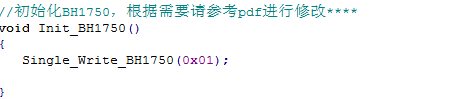 //初始化BH1750，根据需要请参考pdf进行修改****
void Init_BH1750()
{
Single_Write_BH1750(0x01);
}